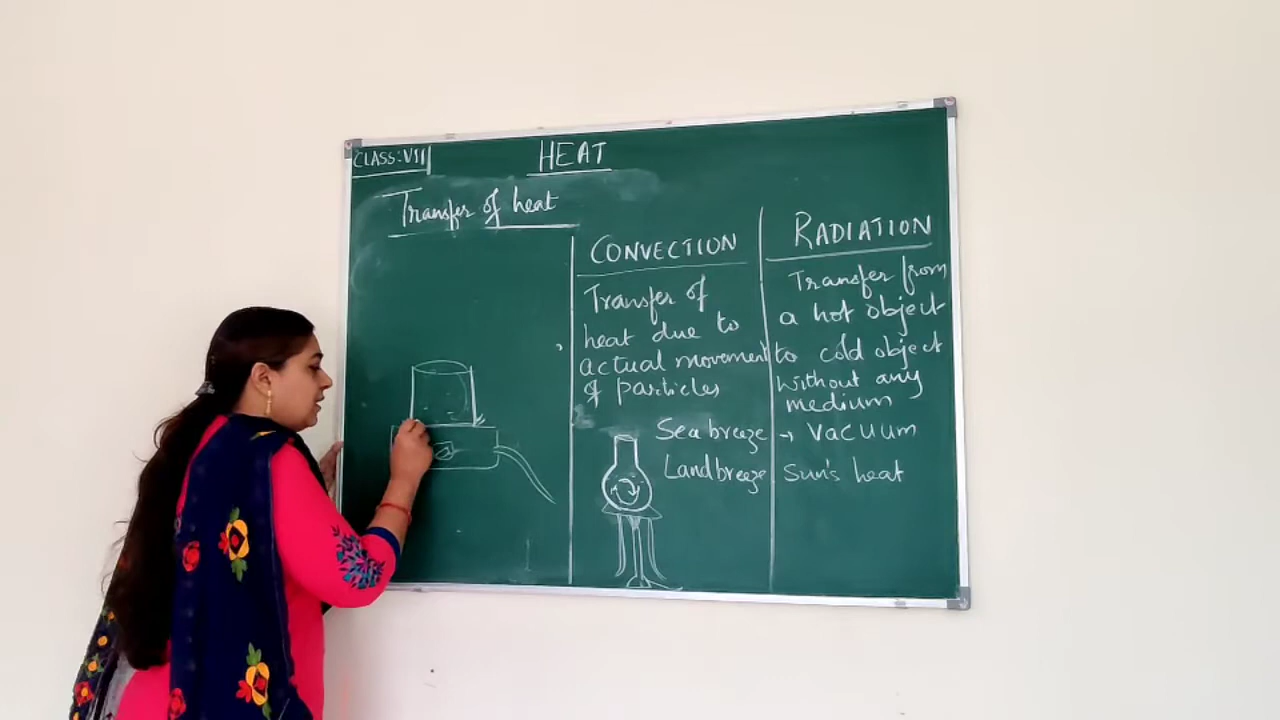 CLASS:VII
HEAT
Transfer of heat
CONVECTION
Transfer of
heat due to
actual movement
of particles
Sea breeze
Land breeze
RADIATION
Transfer from
a hot object
to cold object
without any
medium
→ Vacuum
Sun's heat